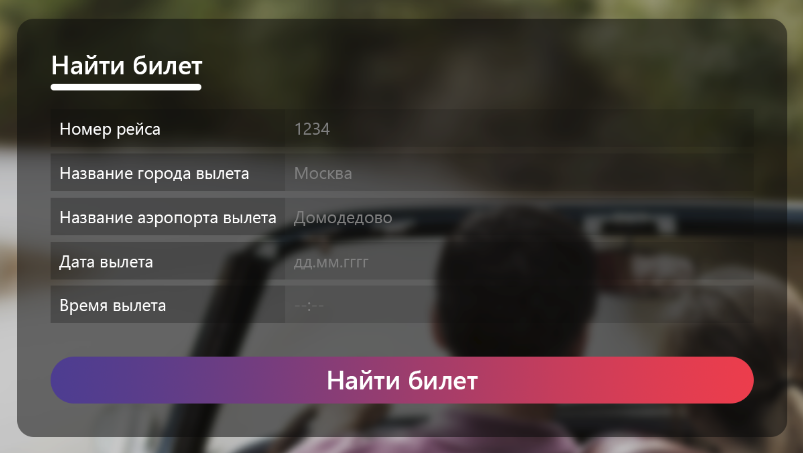 Найти билет
Номер рейса 1234
Название города вылета Москва
Название аэропорта вылета Домодедово
Дата вылета дд.мм.гггг
Время вылета --:--
Найти билет